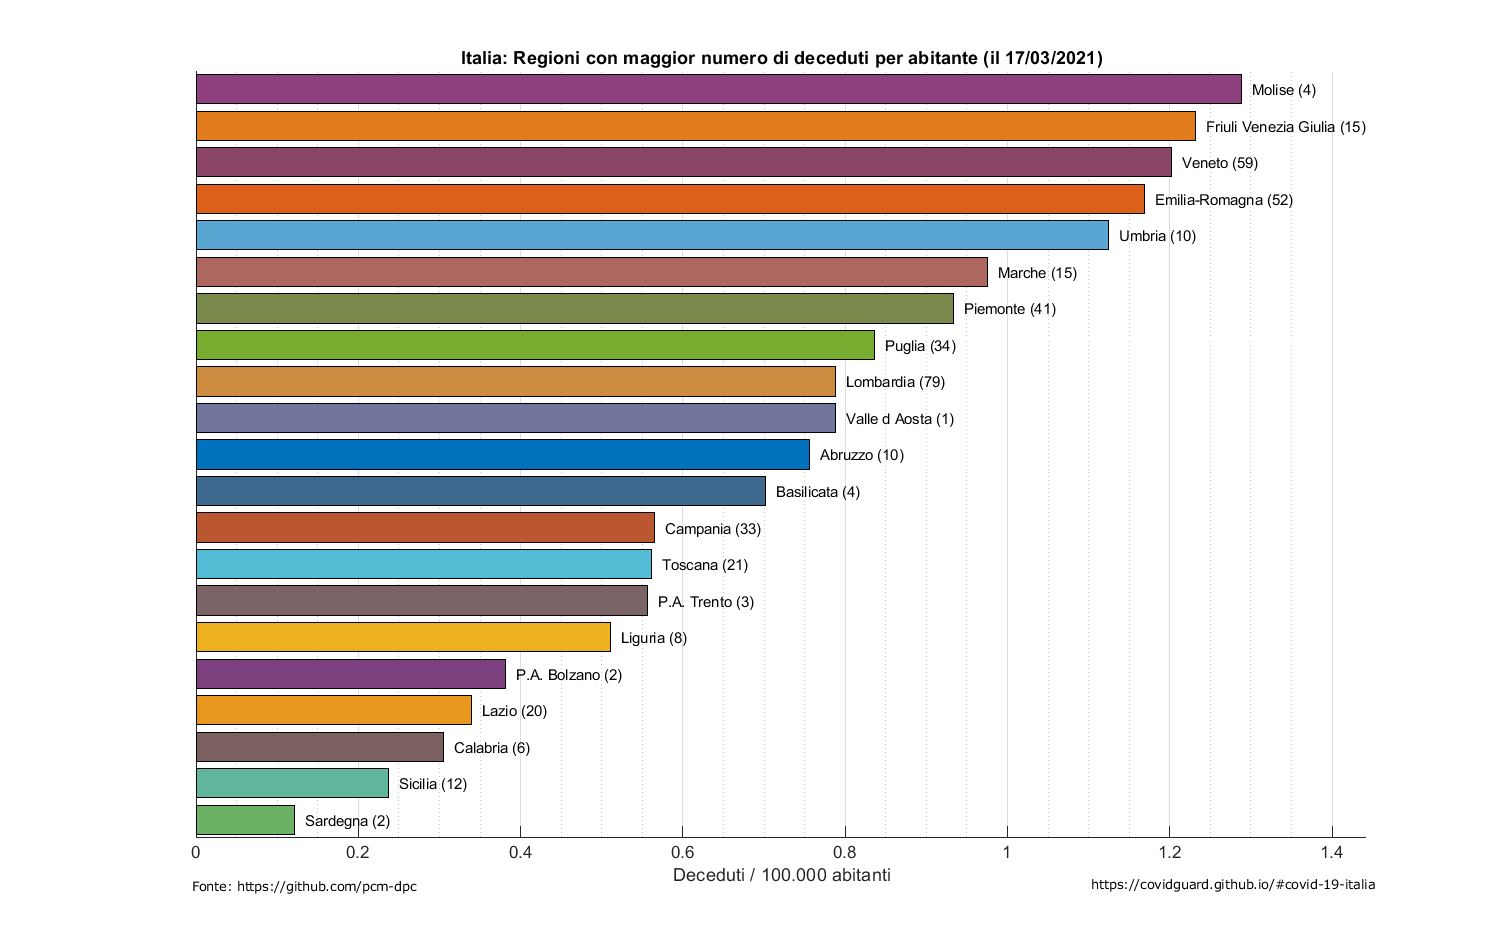 Italia: Regioni con maggior numero di deceduti per abitante (il 17/03/2021)
Molise (4)
Friuli Venezia Giulia (15)
Veneto (59)
Emilia-Romagna (52)
Umbria (10)
Marche (15)
Piemonte (41)
Puglia (34)
Lombardia (79)
Valle d Aosta (1)
Abruzzo (10)
Basilicata (4)
Campania (33)
Toscana (21)
P.A. Trento (3)
Liguria (8)
P.A. Bolzano (2)
Lazio (20)
Calabria (6)
Sicilia (12)
Sardegna (2)
0 0.2 0.4 0.6 0.8 1 1.2 1.4
Deceduti / 100.000 abitanti
Fonte: https://github.com/pcm-dpc
https://covidguard.github.io/#covid-19-italia